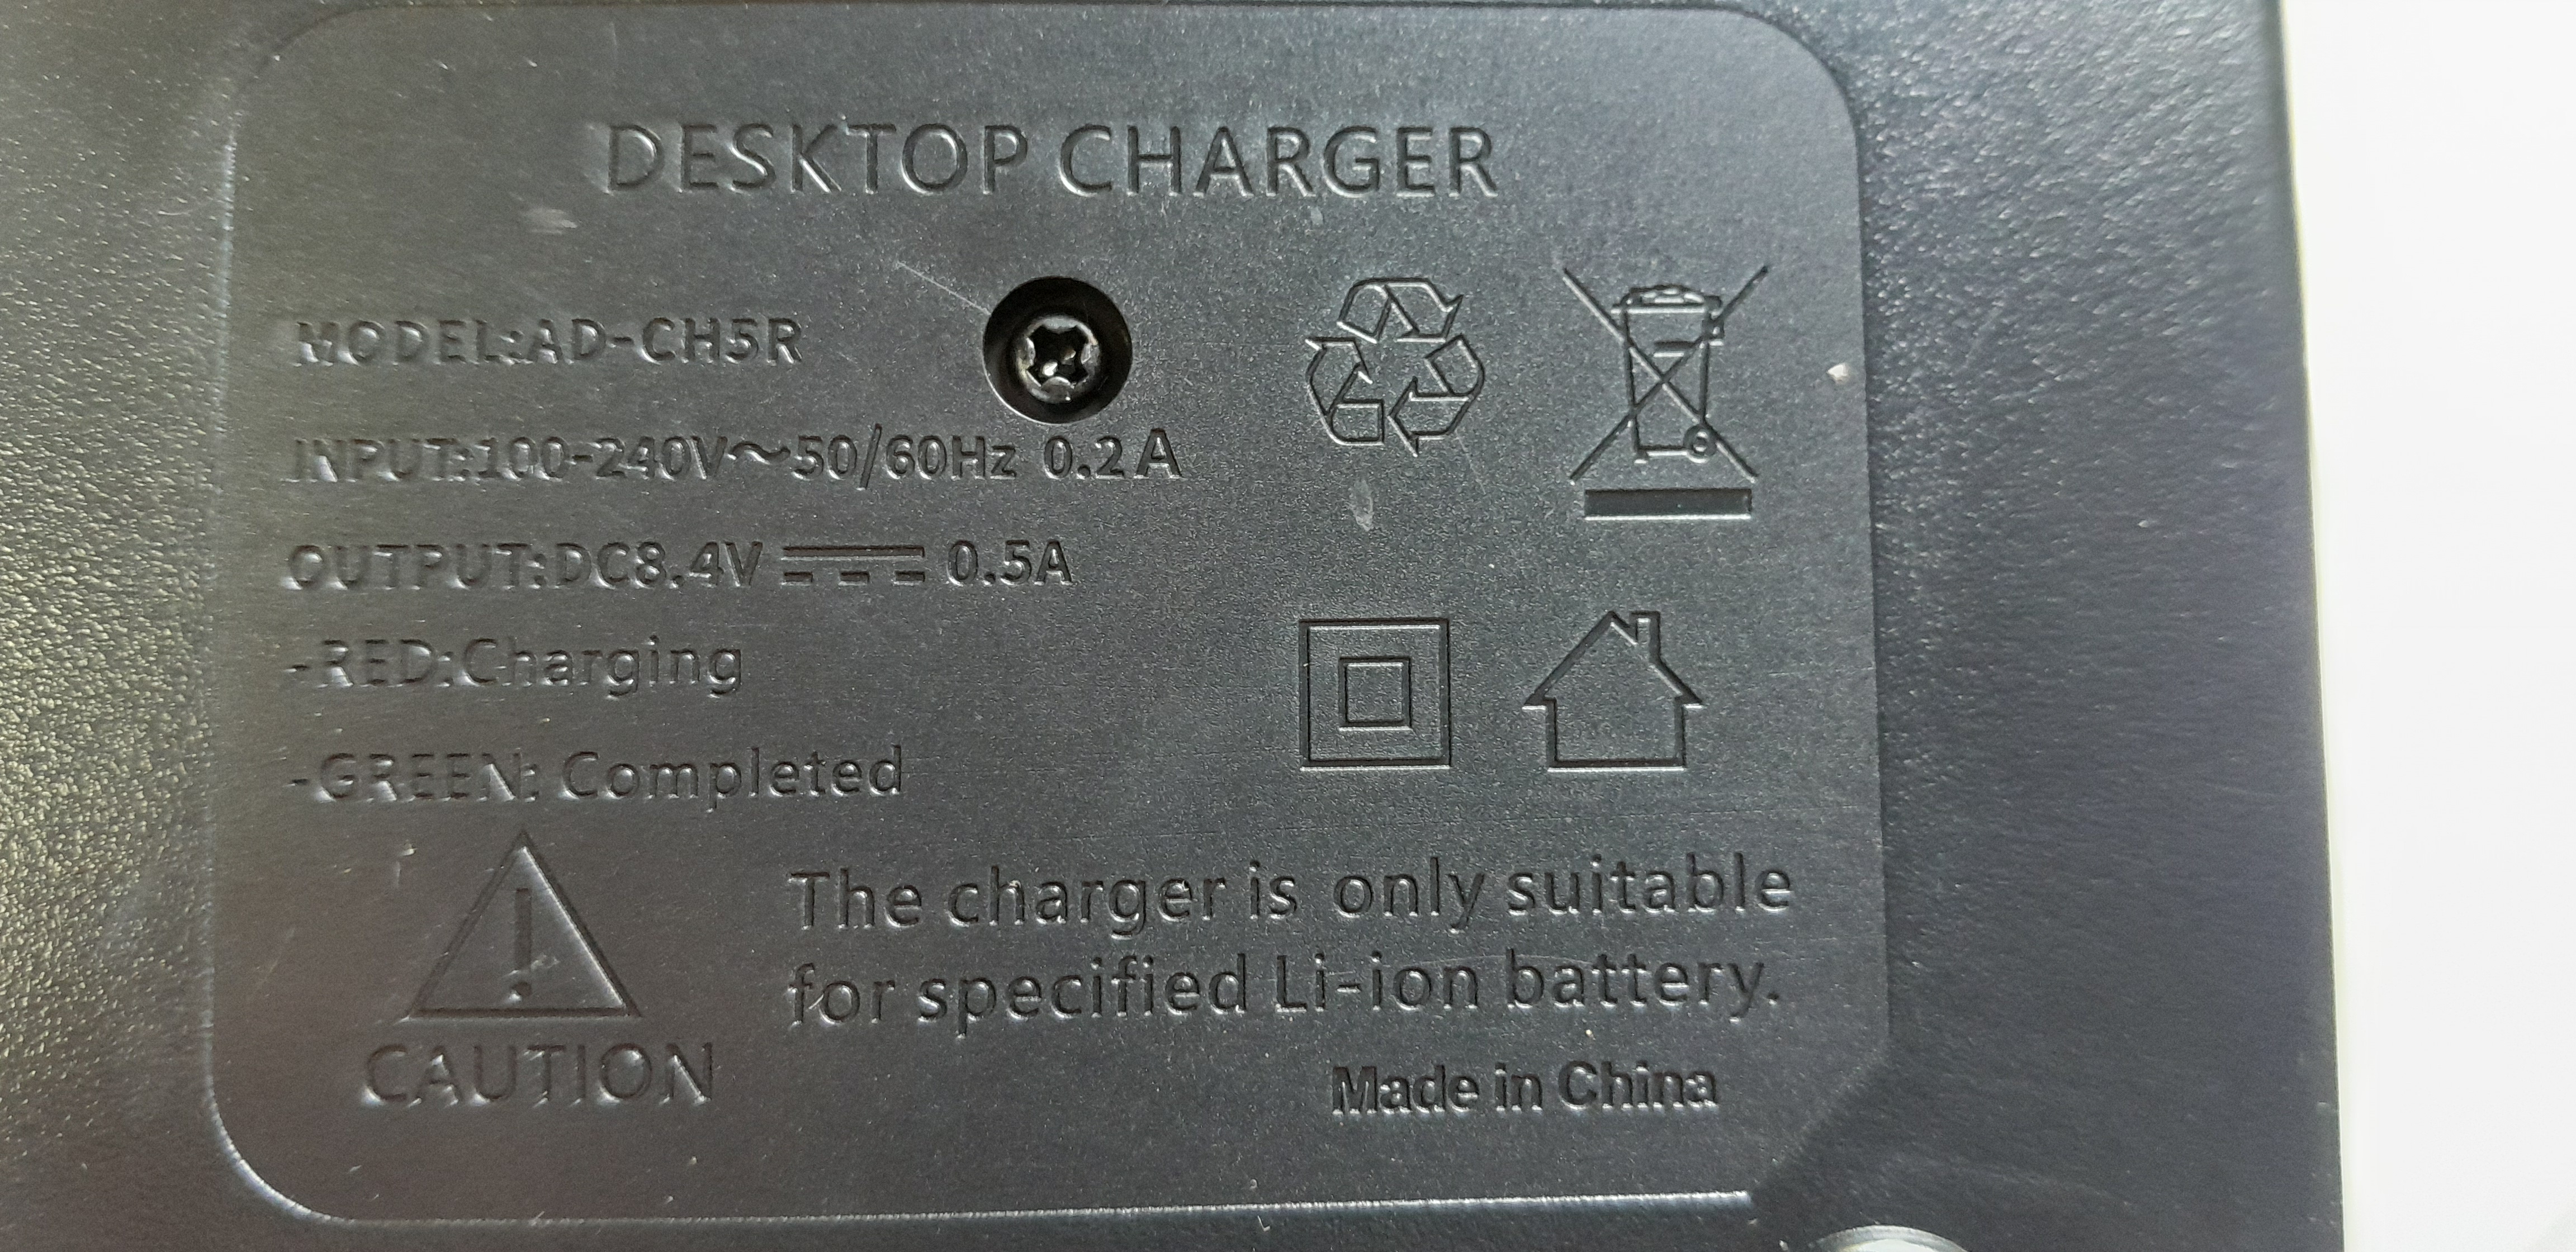 DESKTOP CHARGER
MODEL:AD-CH5R
INPUT:100-240V～50/60Hz 0.2A
OUTPUT:DC8.4V⎓0.5A
-RED:Charging
-GREEN: Completed
The charger is only suitable
for specified Li-ion battery.
CAUTION
Made in China